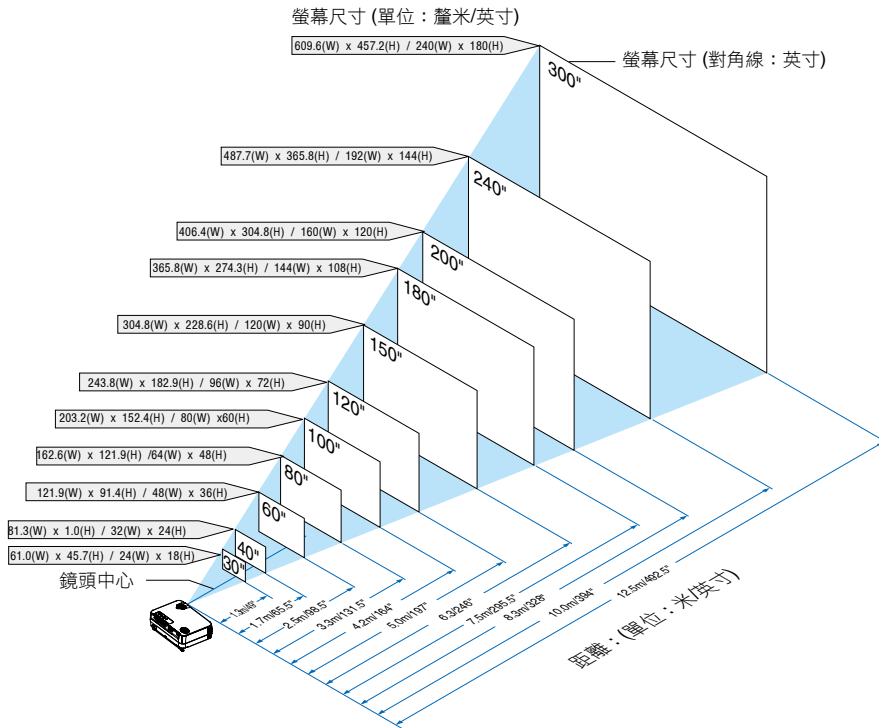 螢幕尺寸 (單位：釐米/英寸)
609.6(W) x 457.2(H) / 240(W) x 180(H)
螢幕尺寸 (對角線：英寸)
300"
487.7(W) x 365.8(H) / 192(W) x 144(H)
240"
406.4(W) x 304.8(H) / 160(W) x 120(H)
200"
365.8(W) x 274.3(H) / 144(W) x 108(H)
180"
304.8(W) x 228.6(H) / 120(W) x 90(H)
150"
243.8(W) x 182.9(H) / 96(W) x 72(H)
120"
203.2(W) x 152.4(H) / 80(W) x60(H)
100"
162.6(W) x 121.9(H) /64(W) x 48(H)
80"
121.9(W) x 91.4(H) / 48(W) x 36(H)
60"
81.3(W) x 1.0(H) / 32(W) x 24(H)
40"
61.0(W) x 45.7(H) / 24(W) x 18(H)
30"
鏡頭中心
1.3m/49"
1.7m/65.5"
2.5m/98.5"
3.3m/131.5"
4.2m/164"
5.0m/197"
6.3/246"
7.5m/295.5"
8.3m/328"
10.0m/394"
12.5m/492.5"
距離：(單位：米/英寸)